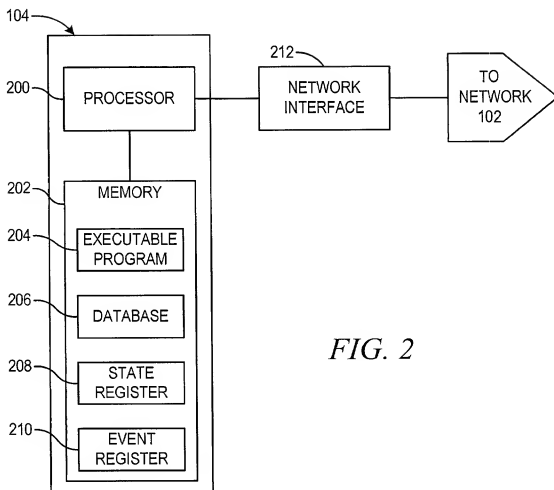 104
200
PROCESSOR
212
NETWORK
INTERFACE
TO
NETWORK
102
202
MEMORY
204
EXECUTABLE
PROGRAM
206
DATABASE
208
STATE
REGISTER
210
EVENT
REGISTER
FIG. 2